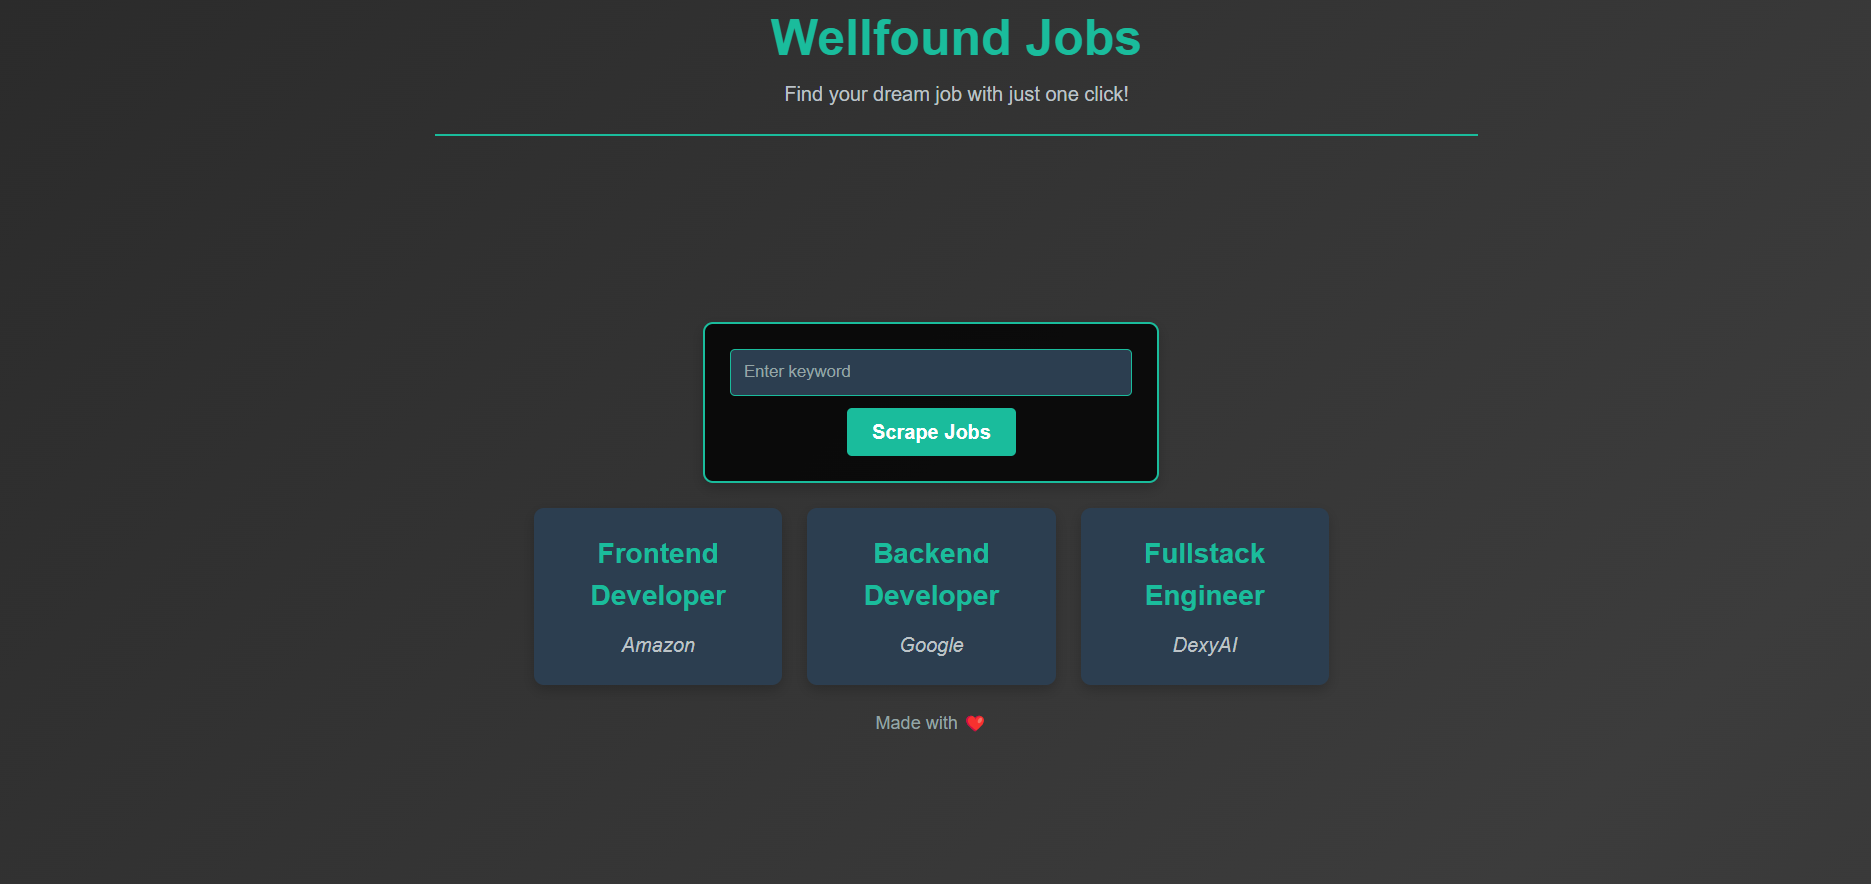 Wellfound Jobs
Find your dream job with just one click!
Enter keyword
Scrape Jobs
Frontend
Developer
Amazon
Backend
Developer
Google
Fullstack
Engineer
DexyAI
Made with ❤️